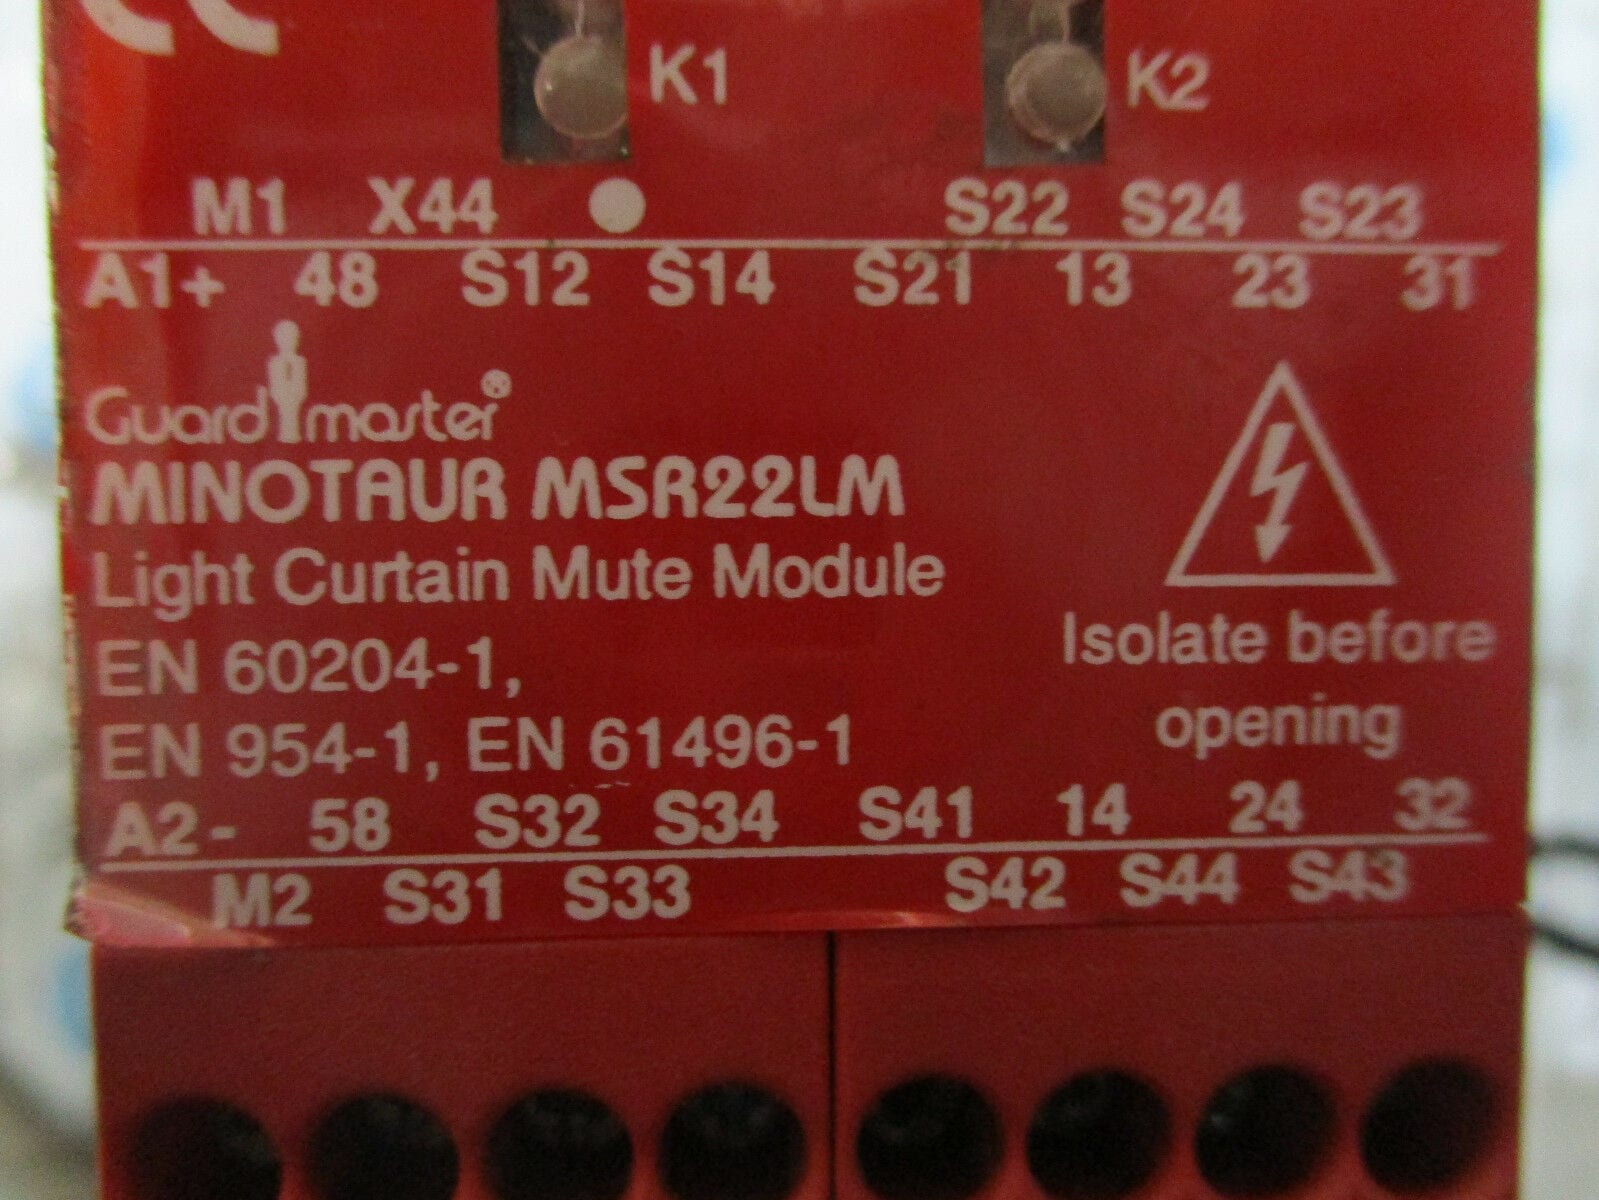 CE
K1 K2
M1 X44 S22 S24 S23
A1+ 48 S12 S14 S21 13 23 31
Guardmaster®
MINOTAUR MSR22LM
Light Curtain Mute Module
EN 60204-1,
EN 954-1, EN 61496-1
Isolate before
opening
A2- 58 S32 S34 S41 14 24 32
M2 S31 S33 S42 S44 S43